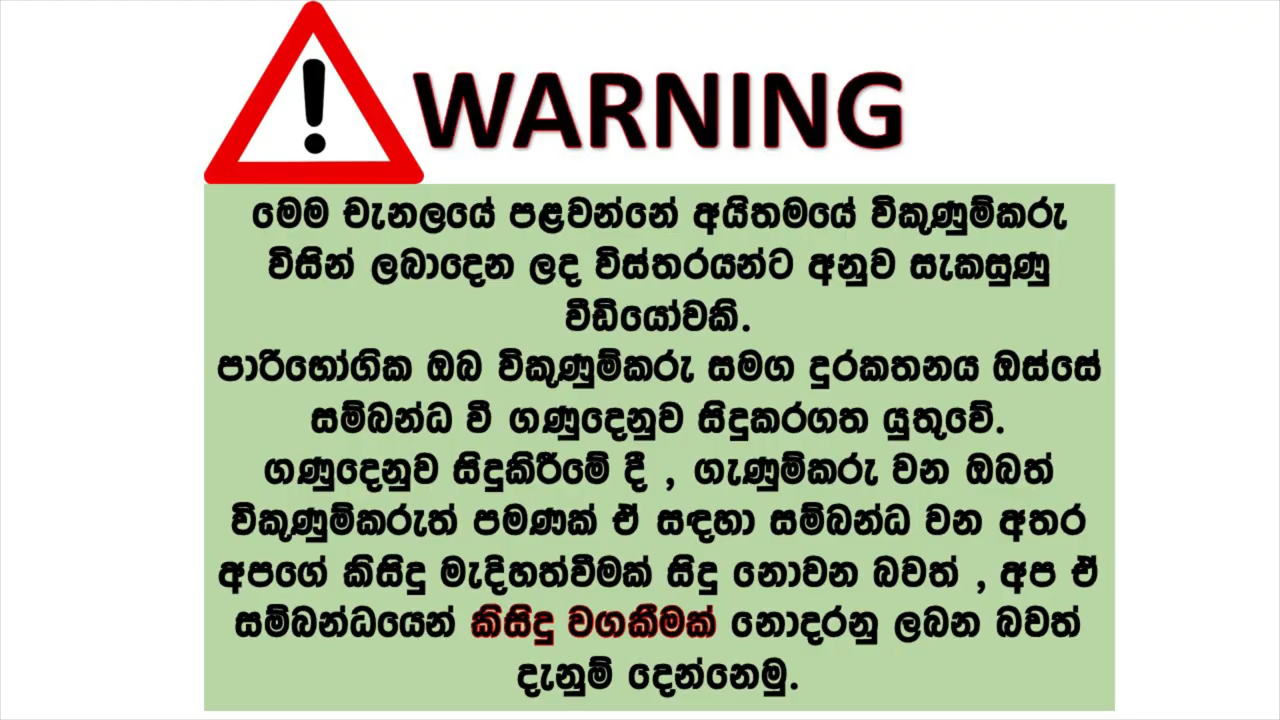 WARNING
මෙම චැනලයේ පළවන්නේ අයිතමයේ විකුණුම්කරු
විසින් ලබාදෙන ලද විස්තරයන්ට අනුව සැකසුණු
වීඩියෝවකි.
පාරිභෝගික ඔබ විකුණුම්කරු සමග දුරකතනය ඔස්සේ
සම්බන්ධ වී ගණුදෙනුව සිදුකරගත යුතුවේ.
ගණුදෙනුව සිදුකිරීමේ දී , ගැණුම්කරු වන ඔබත්
විකුණුම්කරුත් පමණක් ඒ සඳහා සම්බන්ධ වන අතර
අපගේ කිසිදු මැදිහත්වීමක් සිදු නොවන බවත් , අප ඒ
සම්බන්ධයෙන් කිසිදු වගකීමක් නොදරනු ලබන බවත්
දැනුම් දෙන්නෙමු.